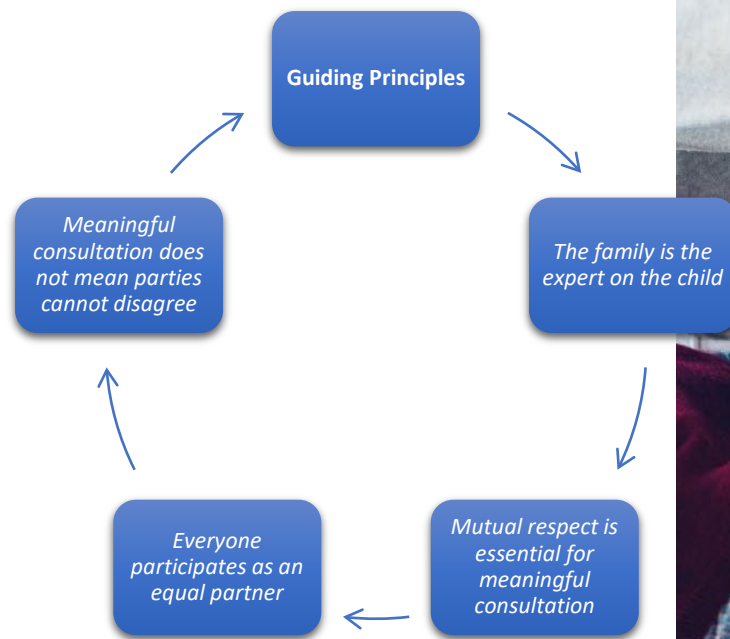 Guiding Principles
The family is the
expert on the child
Mutual respect is
essential for
meaningful
consultation
Everyone
participates as an
equal partner
Meaningful
consultation does
not mean parties
cannot disagree